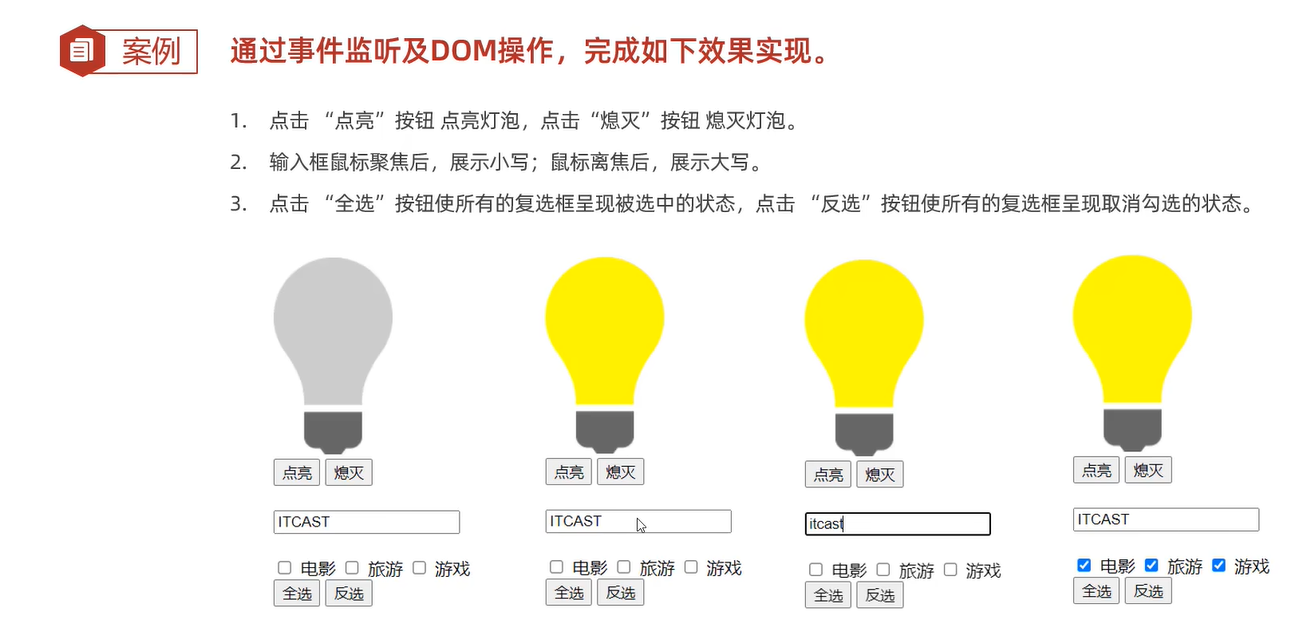 案例
通过事件监听及DOM操作，完成如下效果实现。
1. 点击 “点亮”按钮 点亮灯泡，点击“熄灭”按钮 熄灭灯泡。
2. 输入框鼠标聚焦后，展示小写；鼠标离焦后，展示大写。
3. 点击 “全选”按钮使所有的复选框呈现被选中的状态，点击 “反选”按钮使所有的复选框呈现取消勾选的状态。
点亮 熄灭
ITCAST
电影 旅游 游戏
全选 反选
点亮 熄灭
ITCAST
电影 旅游 游戏
全选 反选
点亮 熄灭
itcast
电影 旅游 游戏
全选 反选
点亮 熄灭
ITCAST
电影 旅游 游戏
全选 反选